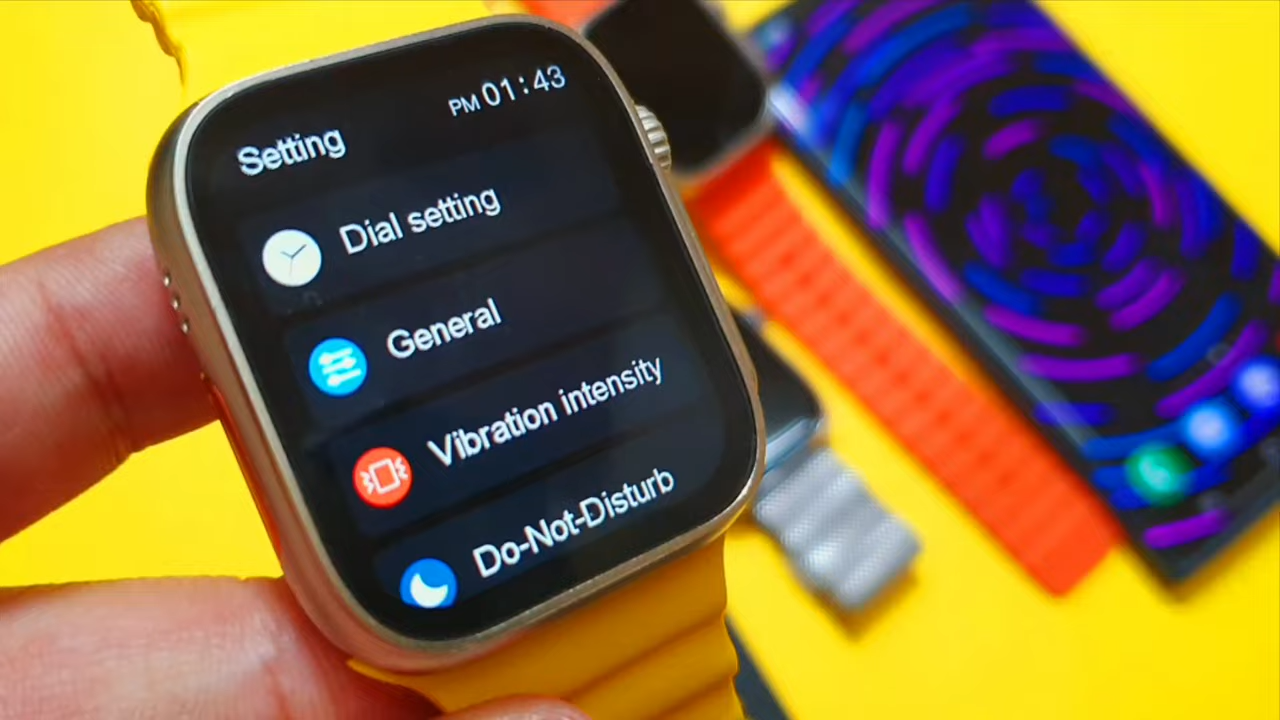 PM 01:43
Setting
Dial setting
General
Vibration intensity
Do-Not-Disturb